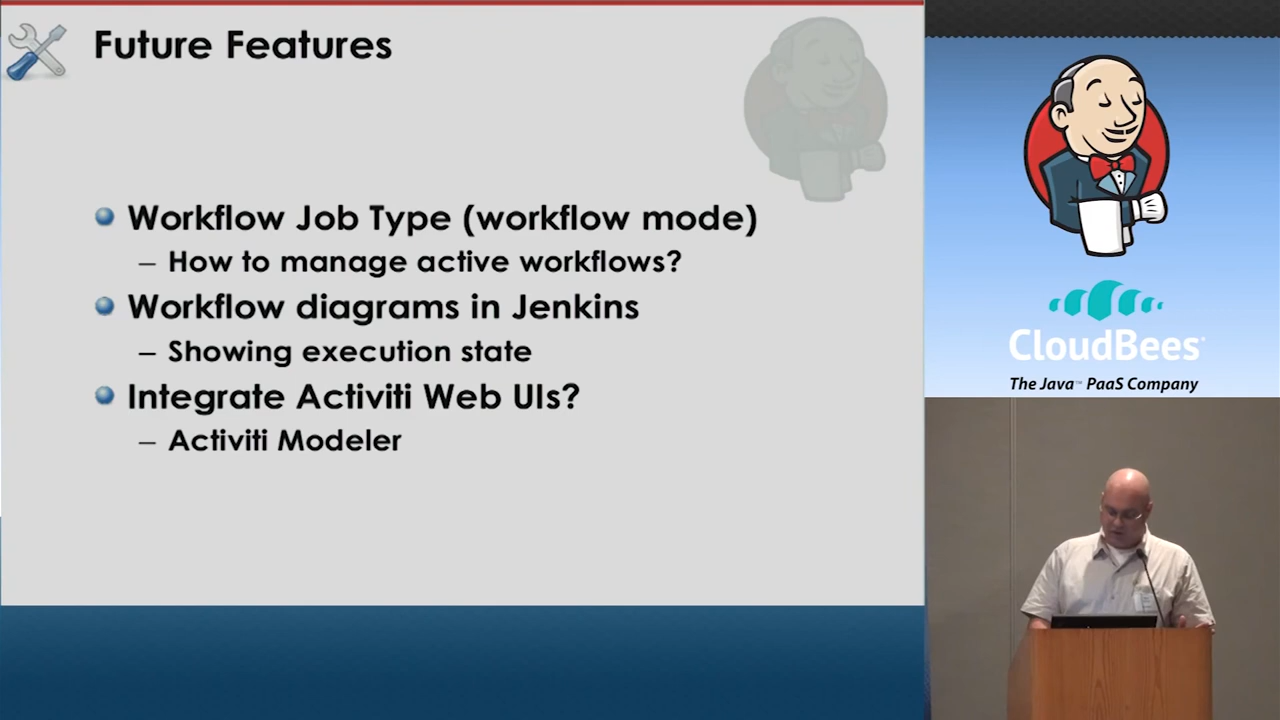 Future Features
Workflow Job Type (workflow mode)
– How to manage active workflows?
Workflow diagrams in Jenkins
– Showing execution state
Integrate Activiti Web UIs?
– Activiti Modeler
CloudBees
The Java™ PaaS Company